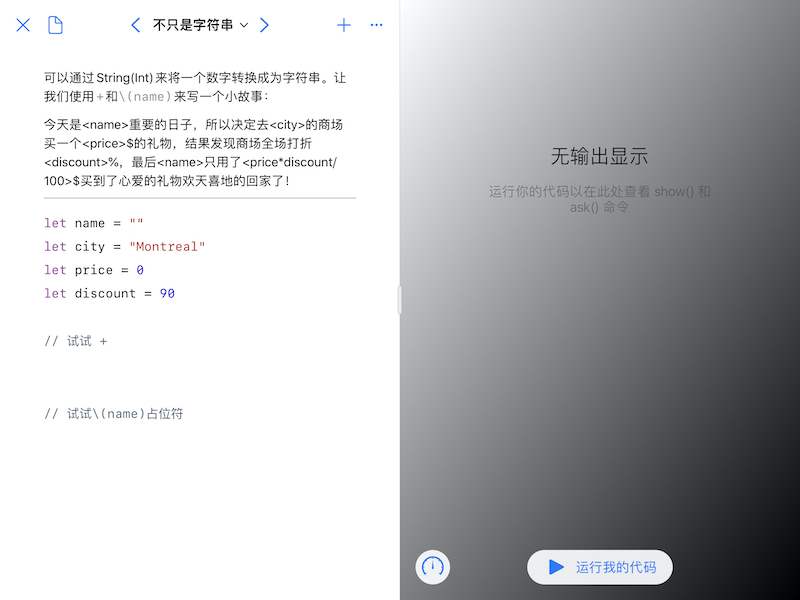 不只是字符串
可以通过String(Int)来将一个数字转换成为字符串。让
我们使用+和\(name)来写一个小故事：
今天是<name>重要的日子，所以决定去<city>的商场
买一个<price>$的礼物，结果发现商场全场打折
<discount>%，最后<name>只用了<price*discount/
100>$买到了心爱的礼物欢天喜地的回家了！
let name = ""
let city = "Montreal"
let price = 0
let discount = 90
// 试试 +
// 试试\(name)占位符
无输出显示
运行你的代码以在此处查看 show() 和
ask() 命令
运行我的代码